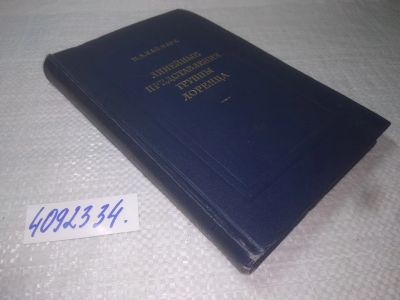 М.А.НАЙМАРК
ЛИНЕЙНЫЕ
ПРЕДСТАВЛЕНИЯ
ГРУППЫ
ЛОРЕНЦА
4092334.